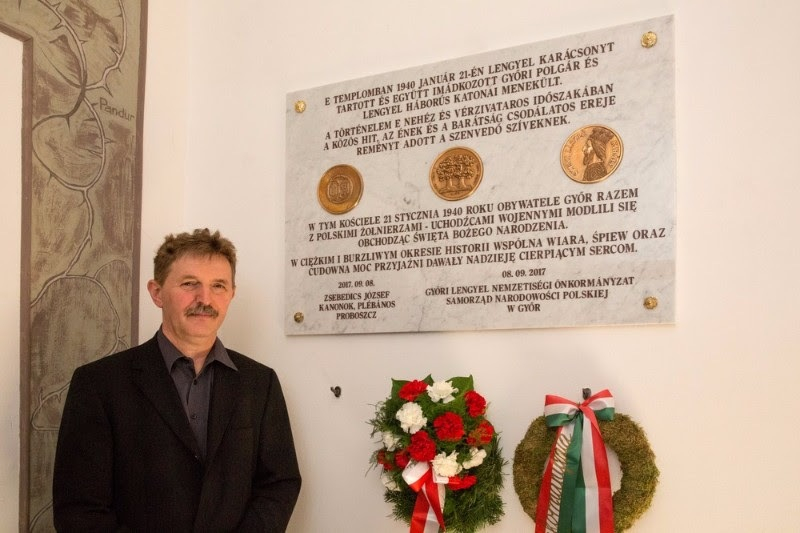 Pandur
E TEMPLOMBAN 1940 JANUÁR 21-ÉN LENGYEL KARÁCSONYT
TARTOTT ÉS EGYÜTT IMÁDKOZOTT GYŐRI POLGÁR ÉS
LENGYEL HÁBORÚS KATONAI MENEKÜLT.
A TÖRTÉNELEM E NEHÉZ ÉS VÉRZIVATAROS IDŐSZAKÁBAN
A KÖZÖS HIT, AZ ÉNEK ÉS A BARÁTSÁG CSODÁLATOS EREJE
REMÉNYT ADOTT A SZENVEDŐ SZÍVEKNEK.
W TYM KOŚCIELE 21 STYCZNIA 1940 ROKU OBYWATELE GYŐR RAZEM
Z POLSKIMI ŻOŁNIERZAMI - UCHODŹCAMI WOJENNYMI MODLILI SIĘ
OBCHODZĄC ŚWIĘTA BOŻEGO NARODZENIA.
W CIĘŻKIM I BURZLIWYM OKRESIE HISTORII WSPÓLNA WIARA, ŚPIEW ORAZ
CUDOWNA MOC PRZYJAŹNI DAWAŁY NADZIEJĘ CIERPIĄCYM SERCOM.
2017. 09. 08.
ZSEBEDICS JÓZSEF
KANONOK, PLÉBÁNOS
PROBOSZCZ
08. 09. 2017
GYŐRI LENGYEL NEMZETISÉGI ÖNKORMÁNYZAT
SAMORZĄD NARODOWOŚCI POLSKIEJ
W GYŐR